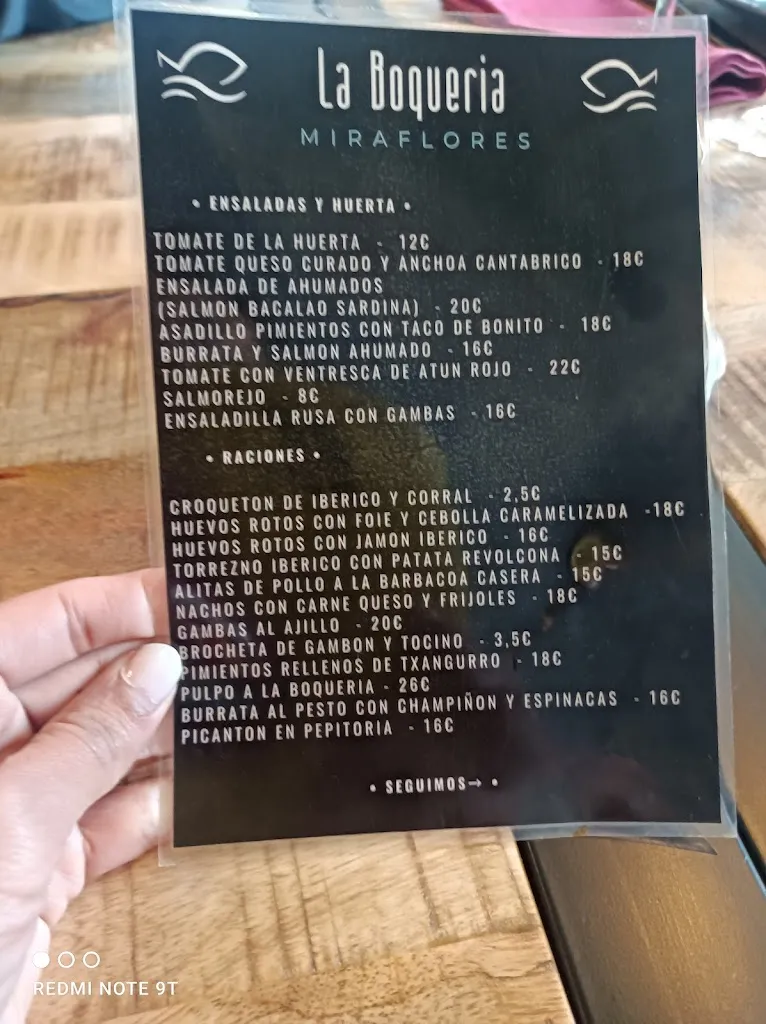 La Boqueria
MIRAFLORES
• ENSALADAS Y HUERTA •
TOMATE DE LA HUERTA - 12€
TOMATE QUESO CURADO Y ANCHOA CANTABRICO - 18€
ENSALADA DE AHUMADOS
(SALMON BACALAO SARDINA) - 20€
ASADILLO PIMIENTOS CON TACO DE BONITO - 18€
BURRATA Y SALMON AHUMADO - 16€
TOMATE CON VENTRESCA DE ATUN ROJO - 22€
SALMOREJO - 8€
ENSALADILLA RUSA CON GAMBAS - 16€
• RACIONES •
CROQUETON DE IBERICO Y CORRAL - 2,5€
HUEVOS ROTOS CON FOIE Y CEBOLLA CARAMELIZADA -18€
HUEVOS ROTOS CON JAMON IBERICO - 16€
TORREZNO IBERICO CON PATATA REVOLCONA - 15€
ALITAS DE POLLO A LA BARBACOA CASERA - 15€
NACHOS CON CARNE QUESO Y FRIJOLES - 18€
GAMBAS AL AJILLO - 20€
BROCHETA DE GAMBON Y TOCINO - 3,5€
PIMIENTOS RELLENOS DE TXANGURRO - 18€
PULPO A LA BOQUERIA - 26€
BURRATA AL PESTO CON CHAMPIÑON Y ESPINACAS - 16€
PICANTON EN PEPITORIA - 16€
• SEGUIMOS→ •
REDMI NOTE 9T